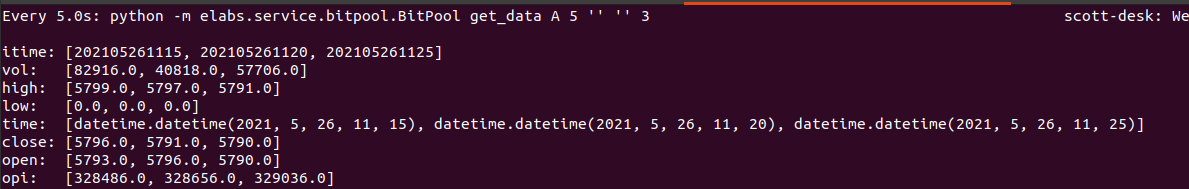 Every 5.0s: python -m elabs.service.bitpool.BitPool get_data A 5 '' '' 3 scott-desk: We
itime: [202105261115, 202105261120, 202105261125]
vol: [82916.0, 40818.0, 57706.0]
high: [5799.0, 5797.0, 5791.0]
low: [0.0, 0.0, 0.0]
time: [datetime.datetime(2021, 5, 26, 11, 15), datetime.datetime(2021, 5, 26, 11, 20), datetime.datetime(2021, 5, 26, 11, 25)]
close: [5796.0, 5791.0, 5790.0]
open: [5793.0, 5796.0, 5790.0]
opi: [328486.0, 328656.0, 329036.0]